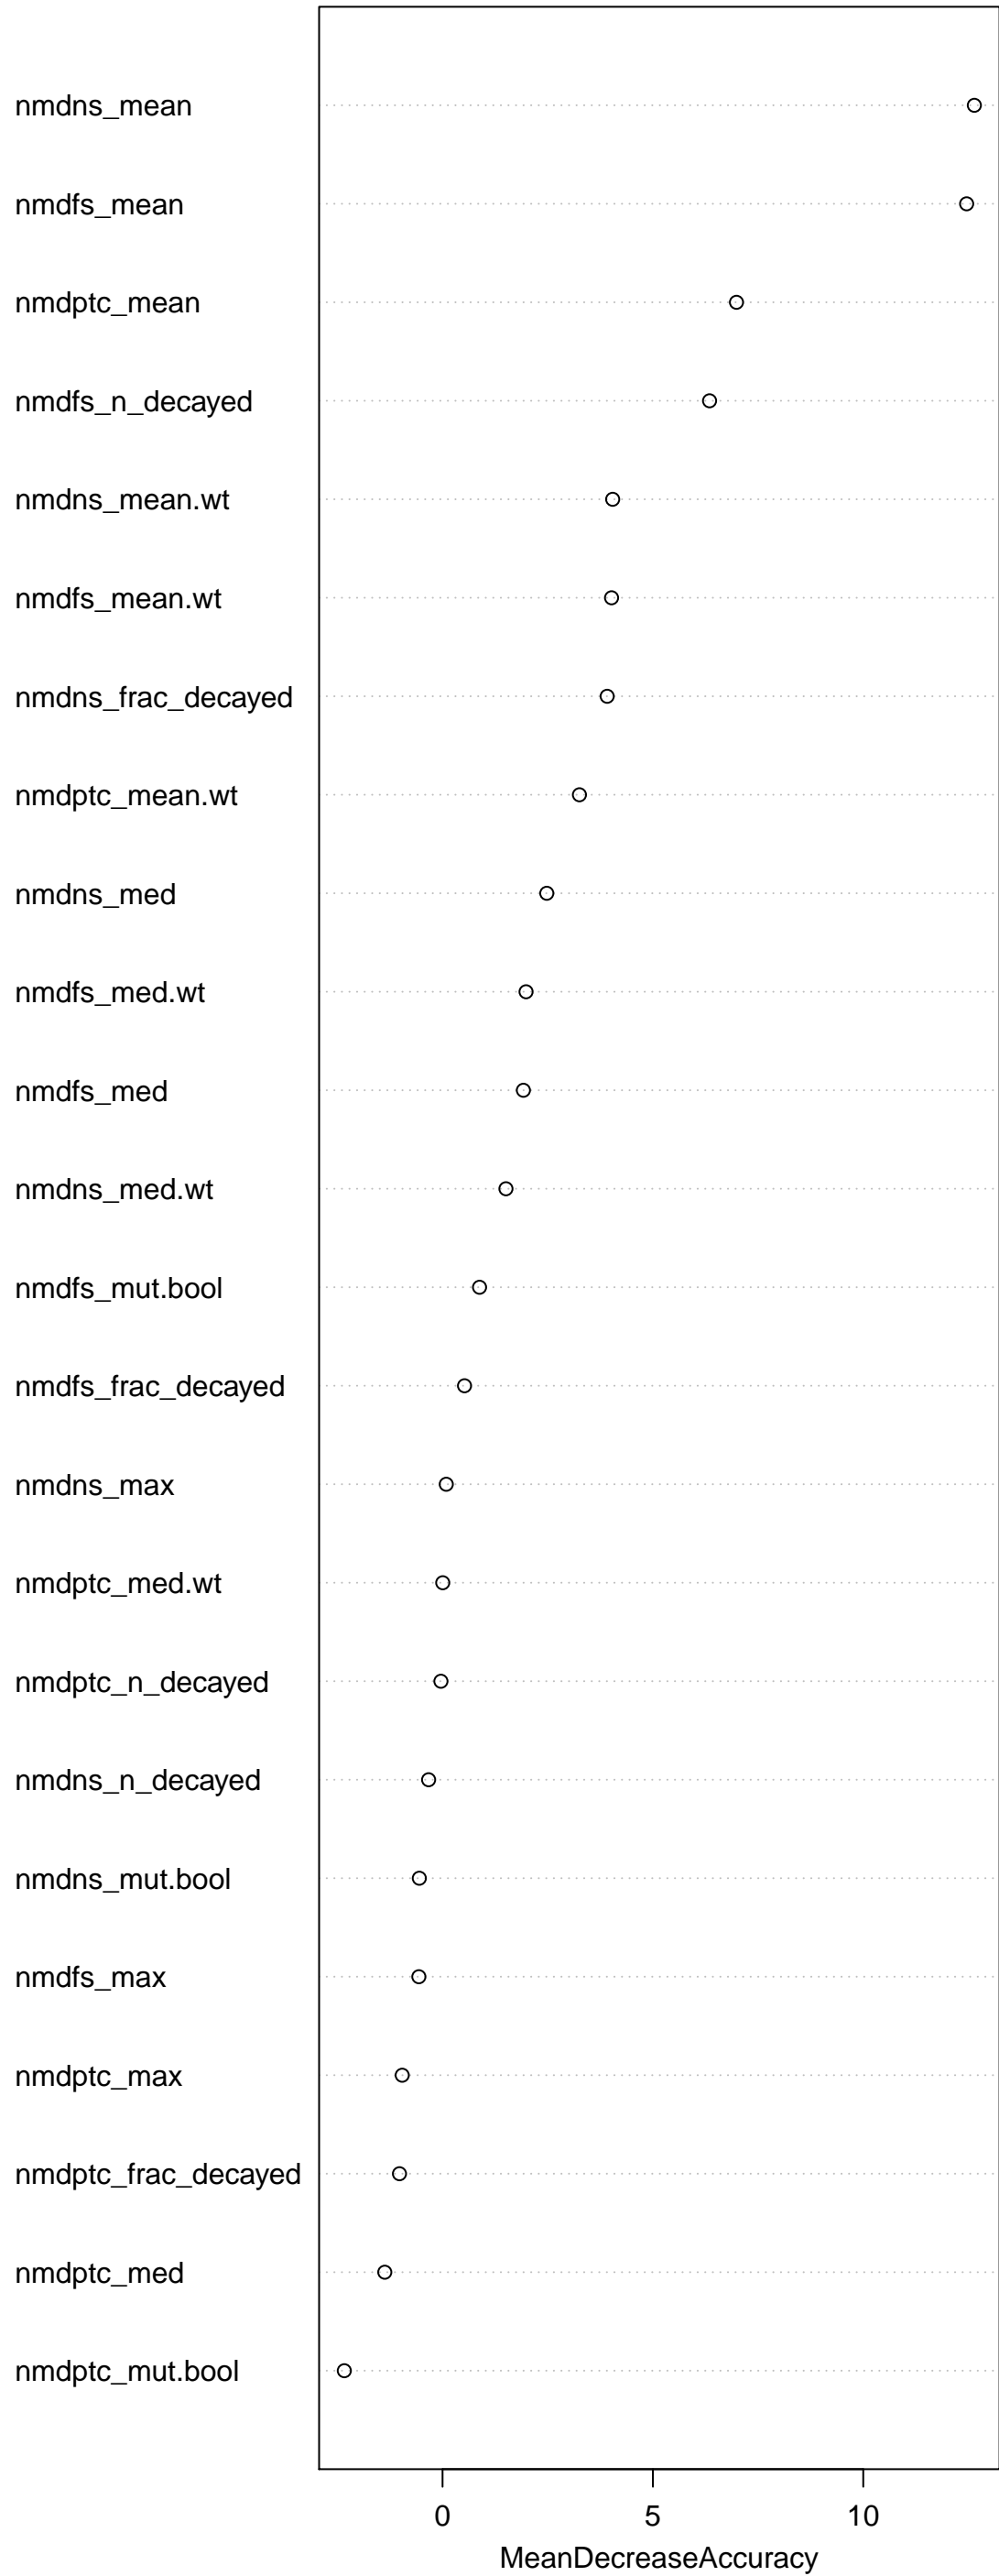 nmdns_mean
nmdfs_mean
nmdptc_mean
nmdfs_n_decayed
nmdns_mean.wt
nmdfs_mean.wt
nmdns_frac_decayed
nmdptc_mean.wt
nmdns_med
nmdfs_med.wt
nmdfs_med
nmdns_med.wt
nmdfs_mut.bool
nmdfs_frac_decayed
nmdns_max
nmdptc_med.wt
nmdptc_n_decayed
nmdns_n_decayed
nmdns_mut.bool
nmdfs_max
nmdptc_max
nmdptc_frac_decayed
nmdptc_med
nmdptc_mut.bool
0 5 10
MeanDecreaseAccuracy